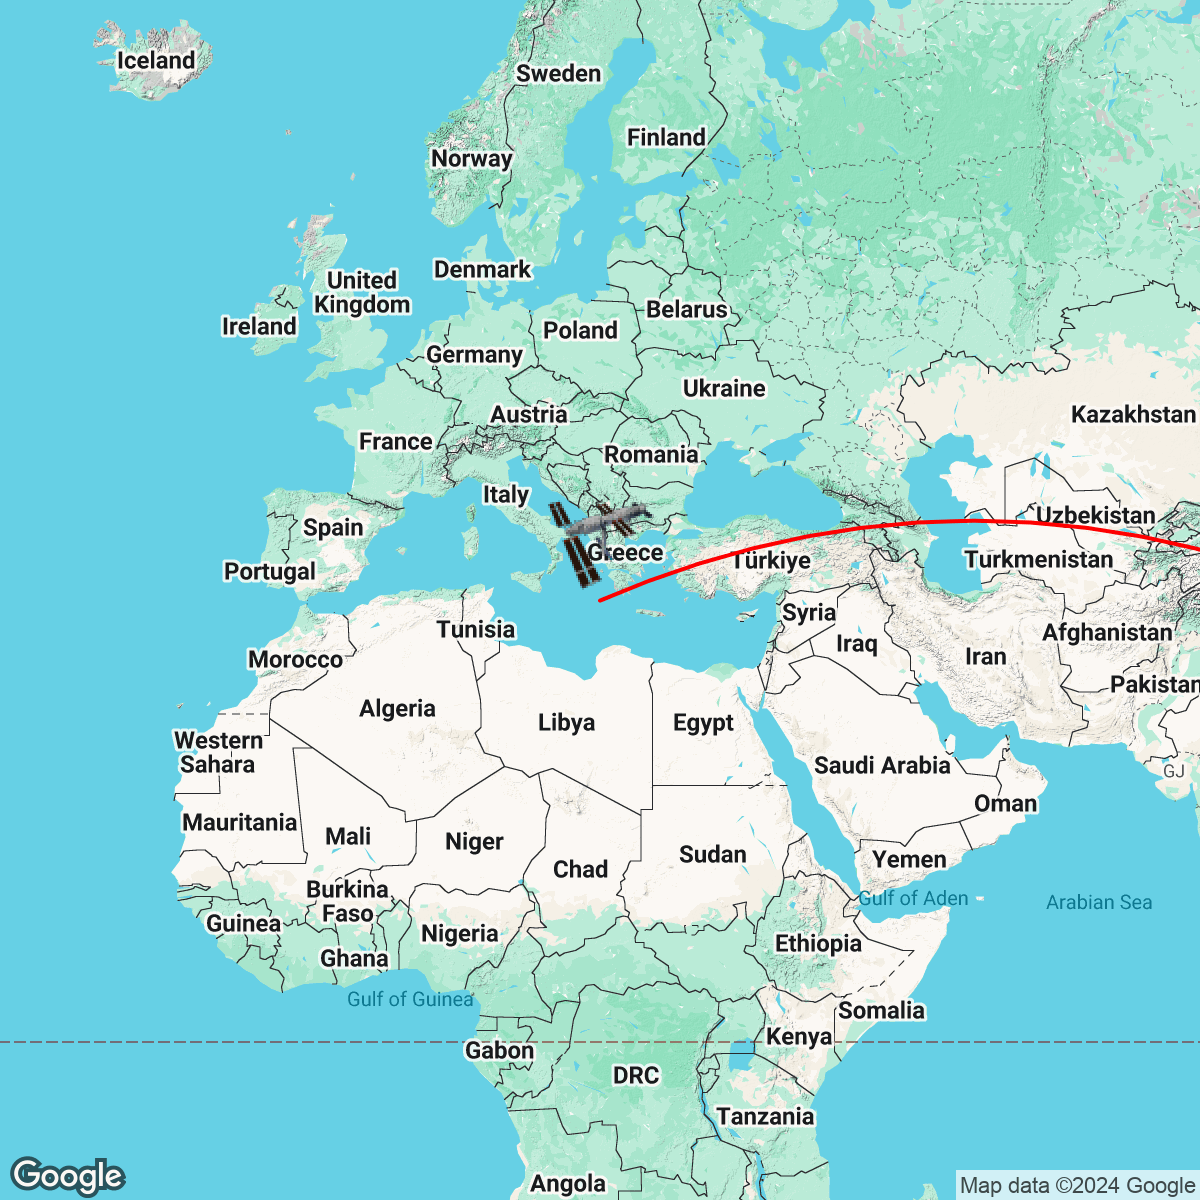 Iceland
Sweden
Finland
Norway
Denmark
United
Kingdom
Ireland
Belarus
Poland
Germany
Ukraine
Austria
Kazakhstan
France
Romania
Italy
Spain
Uzbekistan
Greece
Türkiye
Turkmenistan
Portugal
Syria
Tunisia
Afghanistan
Iraq
Morocco
Iran
Pakistan
Algeria
Libya
Egypt
Western
Sahara
Saudi Arabia
GJ
Oman
Mauritania
Mali
Niger
Sudan
Yemen
Chad
Burkina
Faso
Gulf of Aden
Arabian Sea
Guinea
Nigeria
Ethiopia
Ghana
Gulf of Guinea
Somalia
Kenya
Gabon
DRC
Tanzania
Angola
Google
Map data ©2024 Google